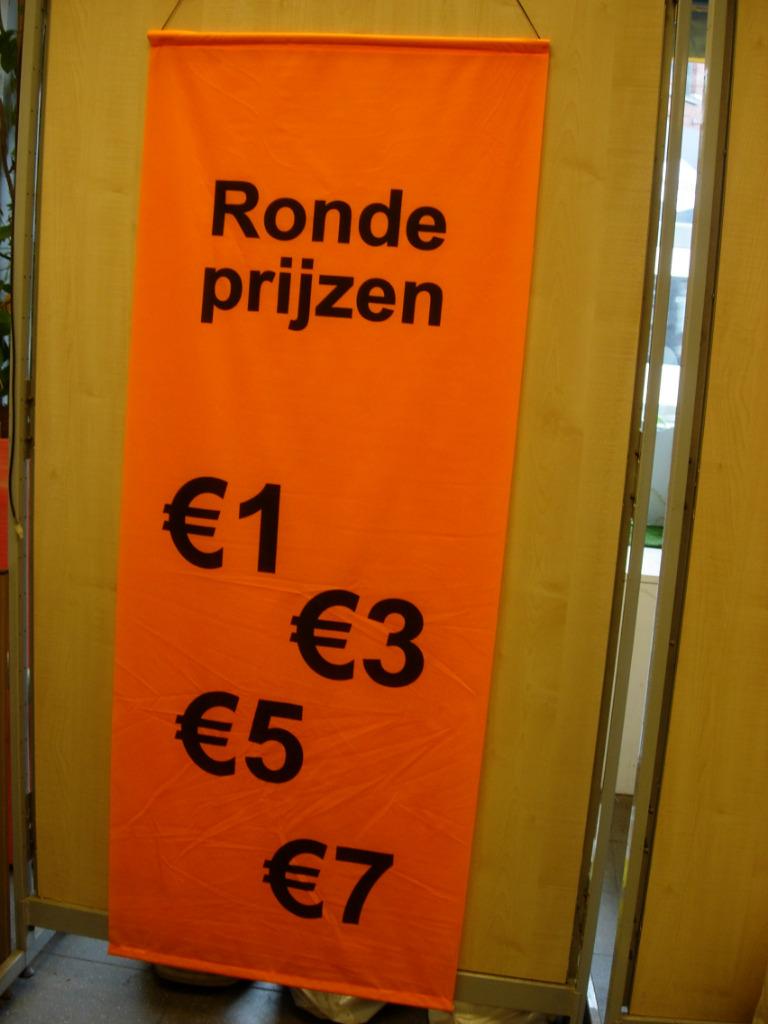 Ronde
prijzen
€1
€3
€5
€7